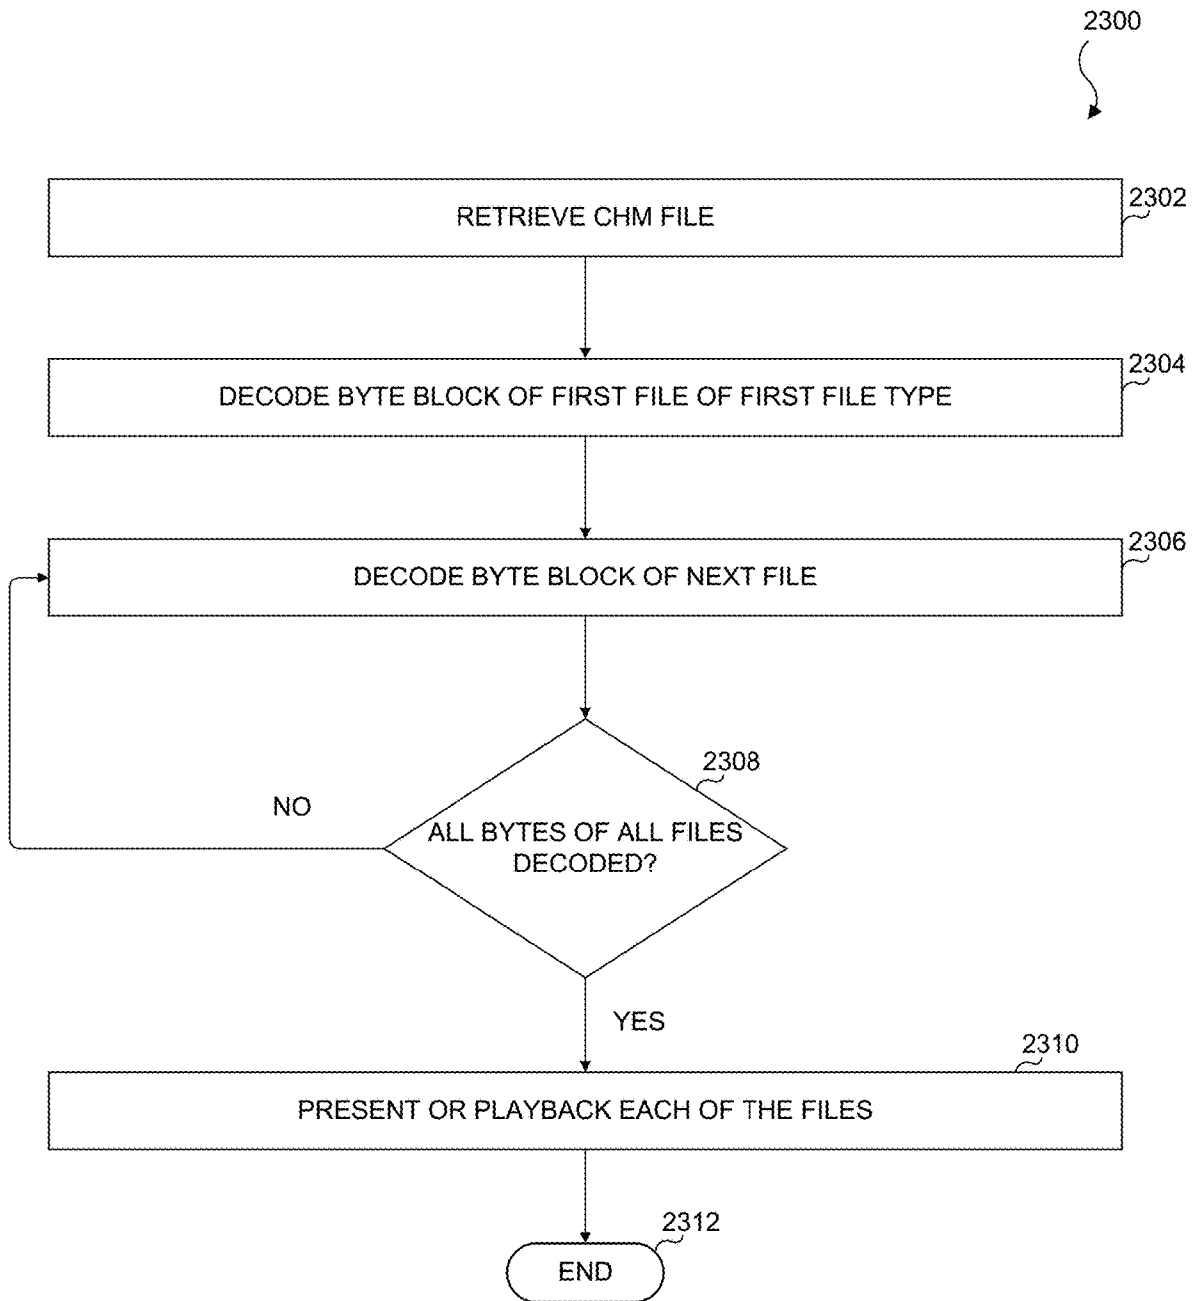 2300
RETRIEVE CHM FILE
2302
DECODE BYTE BLOCK OF FIRST FILE OF FIRST FILE TYPE
2304
DECODE BYTE BLOCK OF NEXT FILE
2306
2308
NO
ALL BYTES OF ALL FILES
DECODED?
YES
2310
PRESENT OR PLAYBACK EACH OF THE FILES
2312
END